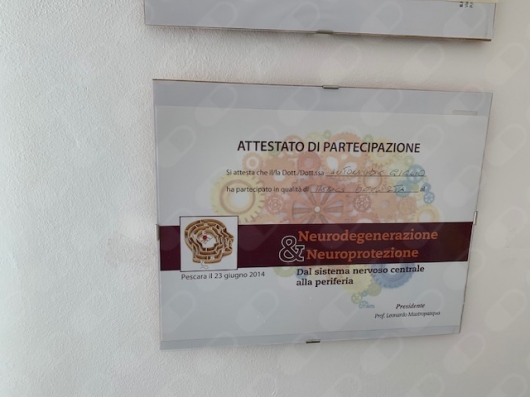 ATTESTATO DI PARTECIPAZIONE
Si attesta che il/la Dott./Dott.ssa
ha partecipato in qualità di
Neurodegenerazione
& Neuroprotezione
Dal sistema nervoso centrale
alla periferia
Pescara il 23 giugno 2014
Presidente
Prof. Leonardo Mastropasqua